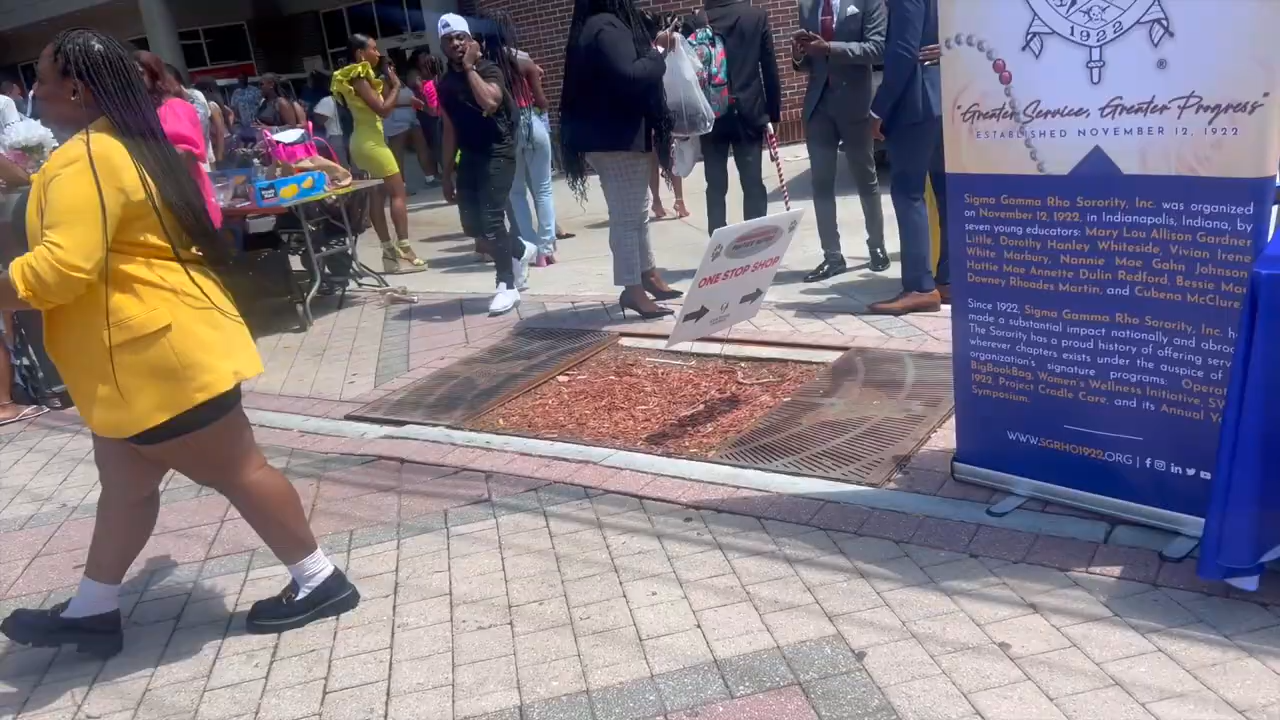 1922
®
"Greater Service, Greater Progress"
ESTABLISHED NOVEMBER 12, 1922
Sigma Gamma Rho Sorority, Inc. was organized
on November 12, 1922, in Indianapolis, Indiana, by
seven young educators: Mary Lou Allison Gardner
Little, Dorothy Hanley Whiteside, Vivian Irene
White Marbury, Nannie Mae Gahn Johnson
Hattie Mae Annette Dulin Redford, Bessie Mae
Downey Rhoades Martin, and Cubena McClure.
Since 1922, Sigma Gamma Rho Sorority, Inc. h
made a substantial impact nationally and abroad
The Sorority has a proud history of offering serv
wherever chapters exists under the auspice of
organization's signature programs: Opera
BigBookBag, Women's Wellness Initiative, SW
1922, Project Cradle Care, and its Annual Yo
Symposium.
WWW.SGRHO1922.ORG |
ONE STOP SHOP